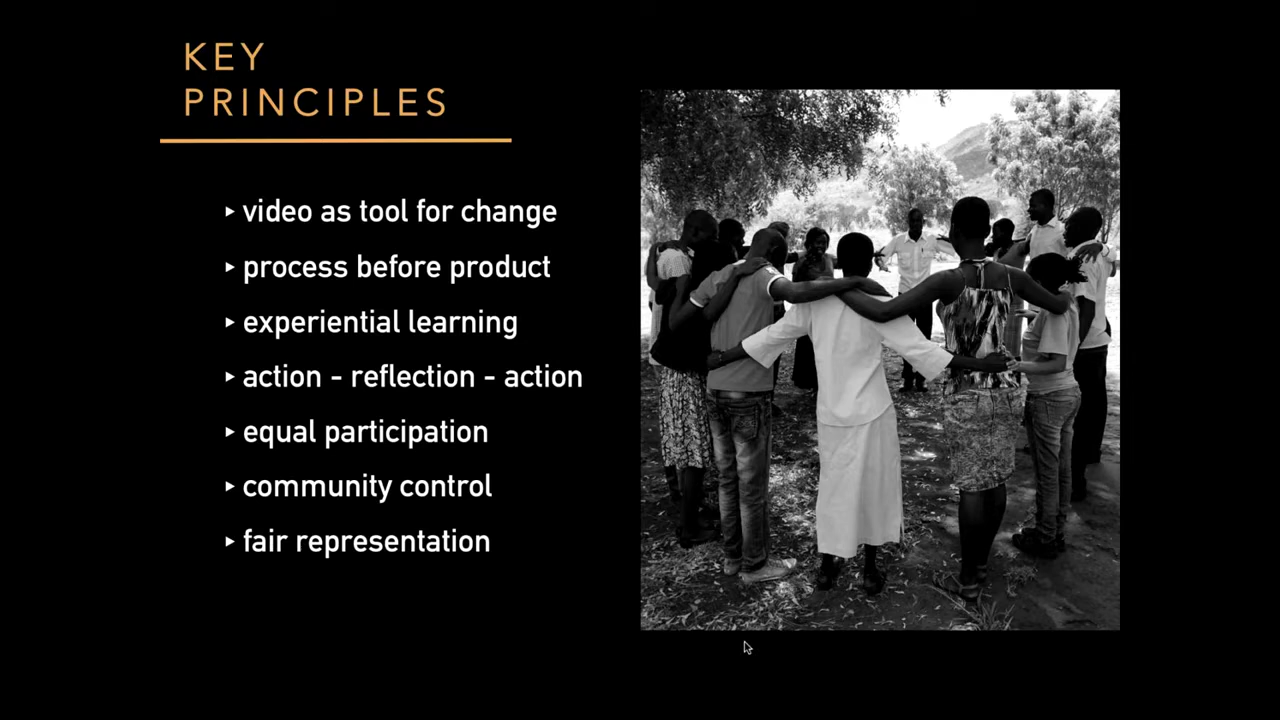 KEY
PRINCIPLES
▸ video as tool for change
▸ process before product
▸ experiential learning
▸ action - reflection - action
▸ equal participation
▸ community control
▸ fair representation